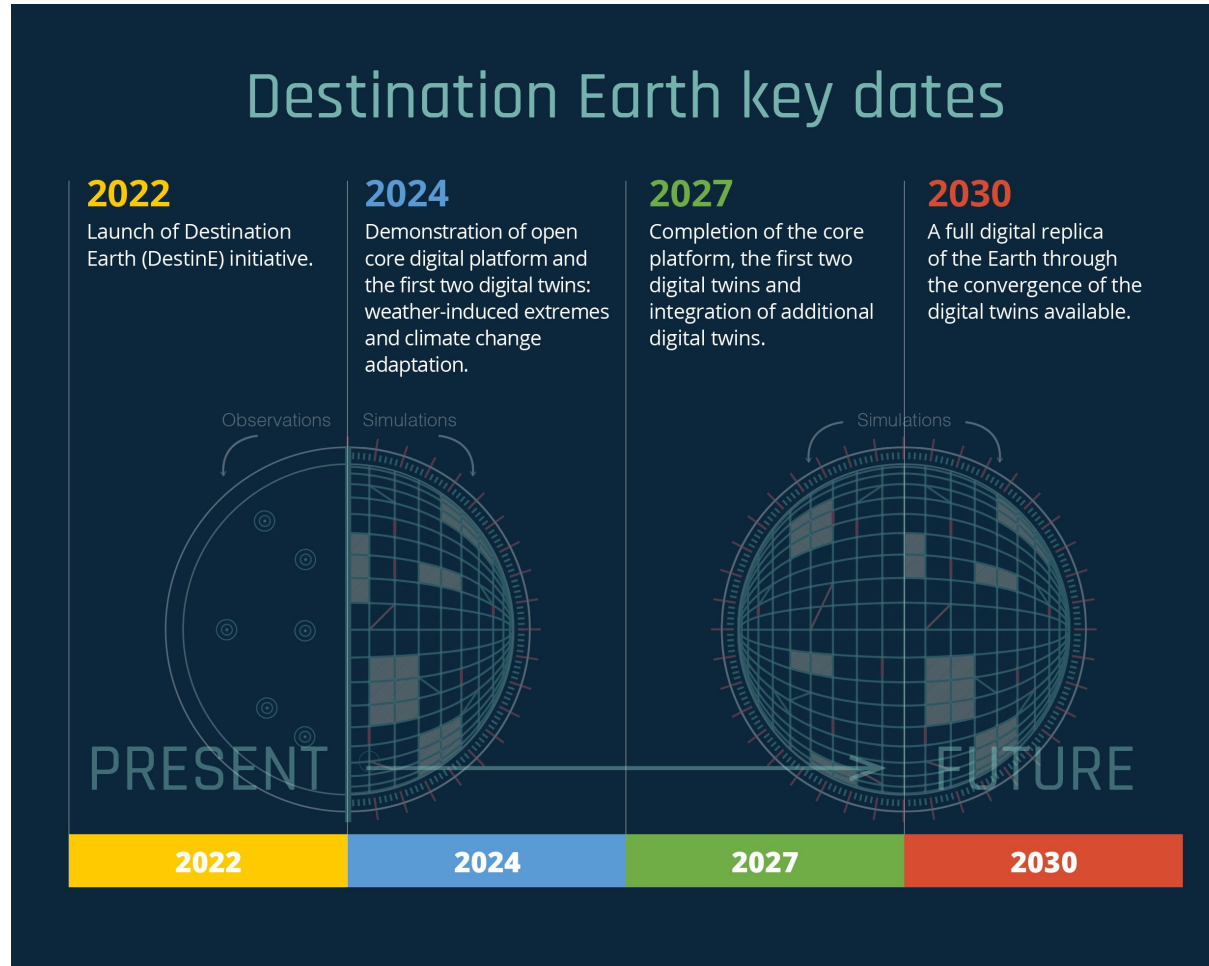 Destination Earth key dates
2022
Launch of Destination
Earth (DestinE) initiative.
2024
Demonstration of open
core digital platform and
the first two digital twins:
weather-induced extremes
and climate change
adaptation.
2027
Completion of the core
platform, the first two
digital twins and
integration of additional
digital twins.
2030
A full digital replica
of the Earth through
the convergence of the
digital twins available.
Observations
Simulations
Simulations
PRESENT
FUTURE
2022
2024
2027
2030